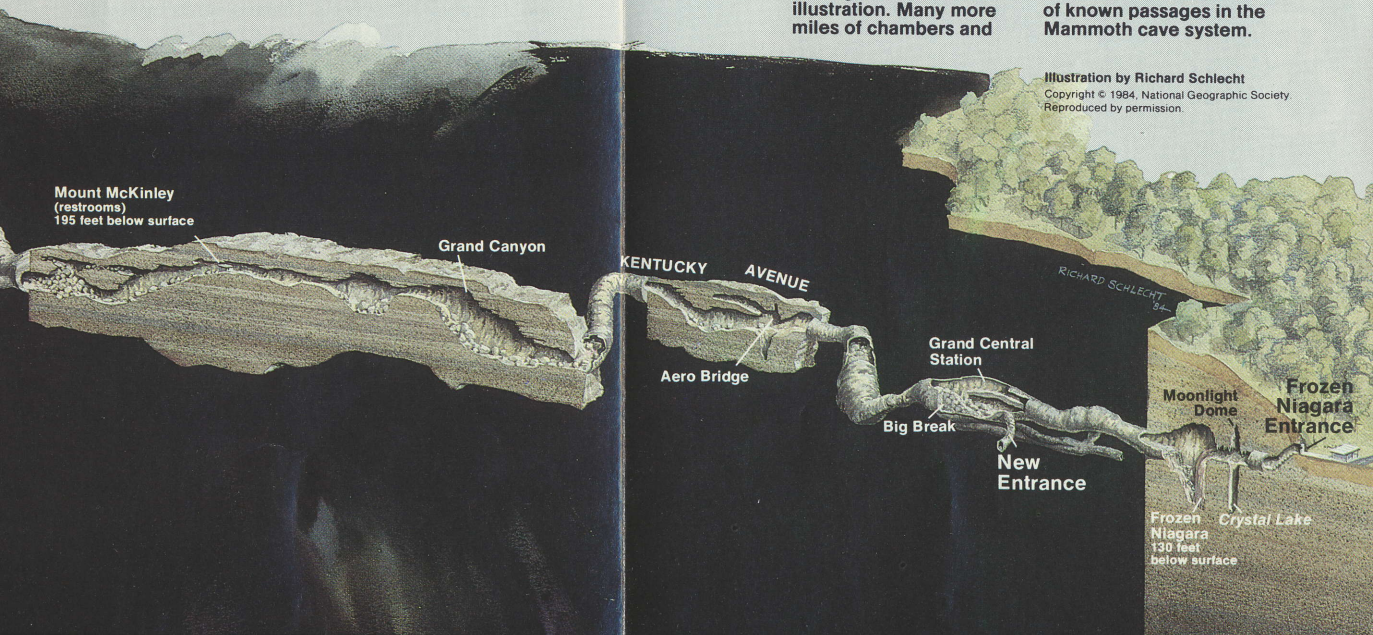 illustration. Many more
miles of chambers and
of known passages in the
Mammoth cave system.
Illustration by Richard Schlecht
Copyright © 1984, National Geographic Society.
Reproduced by permission.
Mount McKinley
(restrooms)
195 feet below surface
Grand Canyon
KENTUCKY AVENUE
RICHARD SCHLECHT
'84
Aero Bridge
Grand Central
Station
Big Break
New
Entrance
Moonlight
Dome
Frozen
Niagara
Entrance
Frozen
Niagara
130 feet
below surface
Crystal Lake